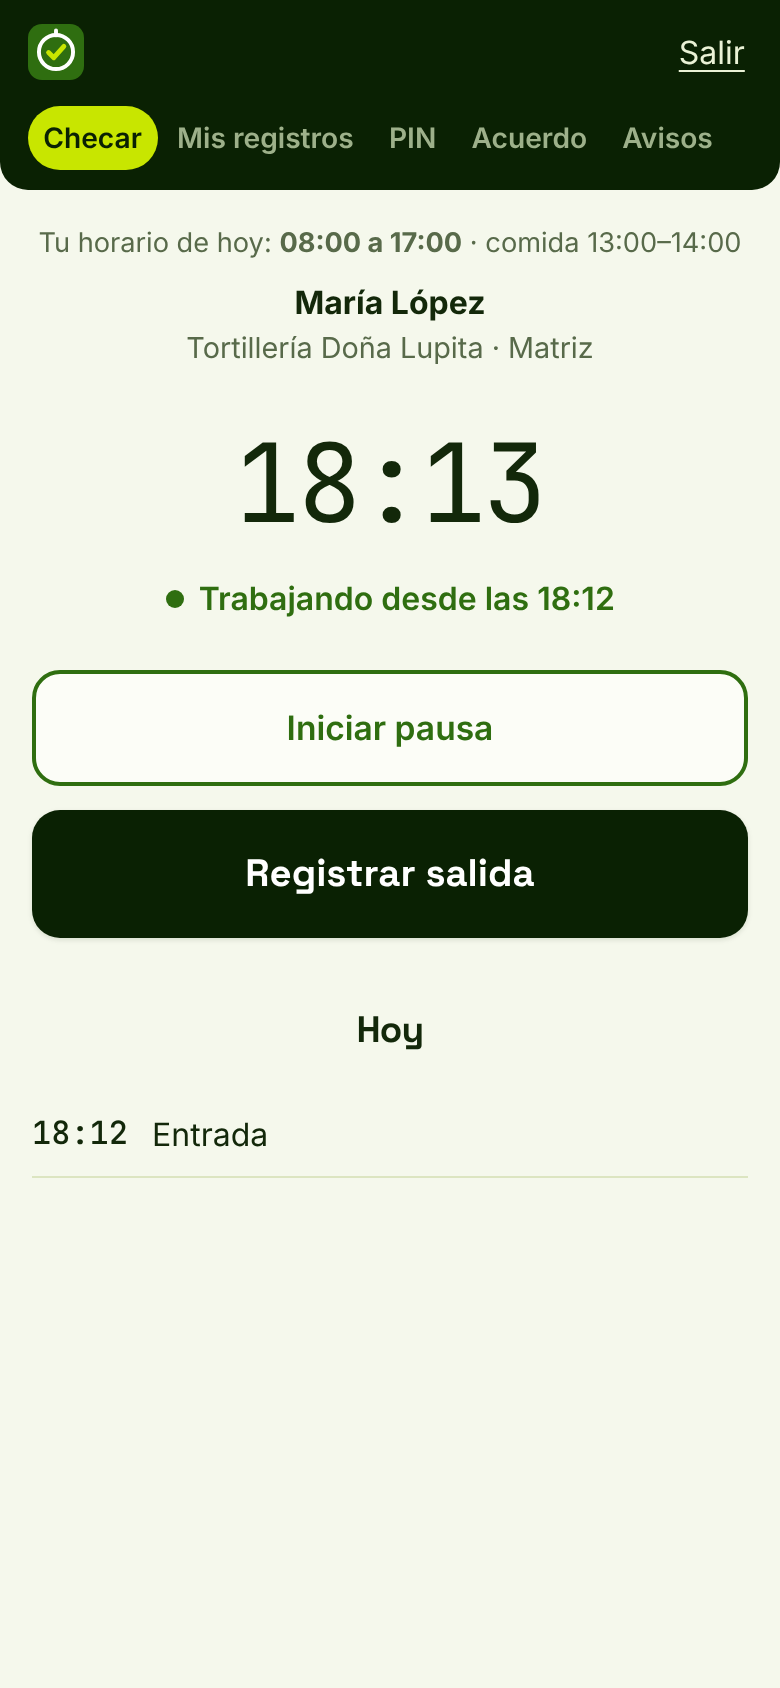 Salir
Checar Mis registros PIN Acuerdo Avisos
Tu horario de hoy: 08:00 a 17:00 · comida 13:00–14:00
María López
Tortillería Doña Lupita · Matriz
18:13
Trabajando desde las 18:12
Iniciar pausa
Registrar salida
Hoy
18:12 Entrada